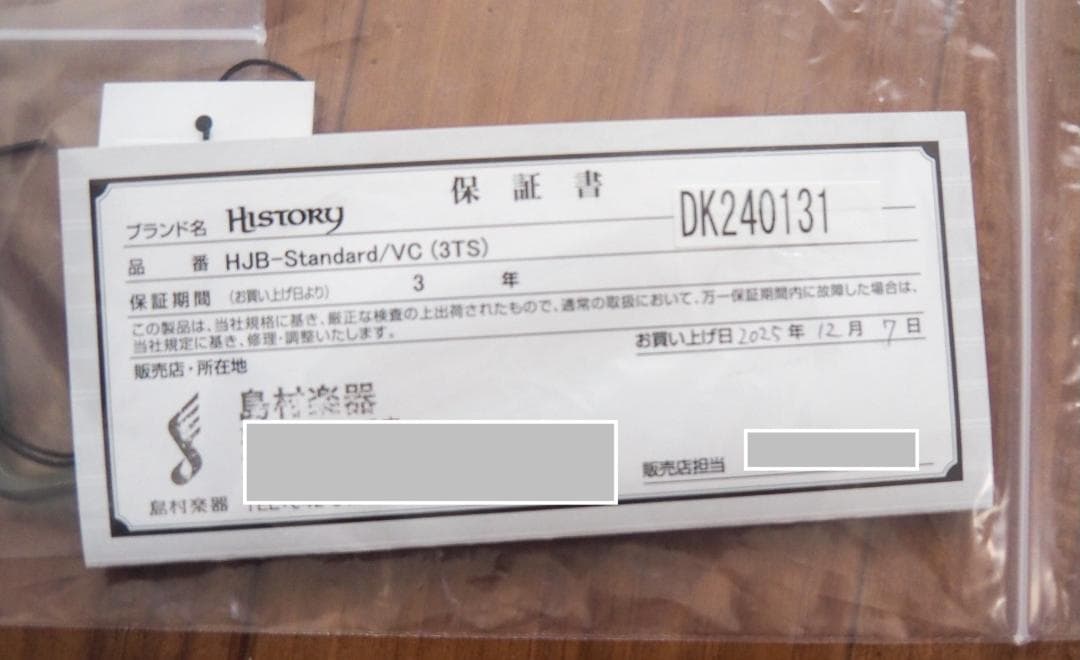 保証書
ブランド名 HISTORY DK240131
品番 HJB-Standard/VC (3TS)
保証期間 (お買い上げ日より) 3 年
この製品は、当社規格に基き、厳正な検査の上出荷されたもので、通常の取扱において、万一保証期間内に故障した場合は、
当社規定に基き、修理・調整いたします。
お買い上げ日 2025 年 12 月 7 日
販売店・所在地
島村楽器
島村楽器
販売店担当